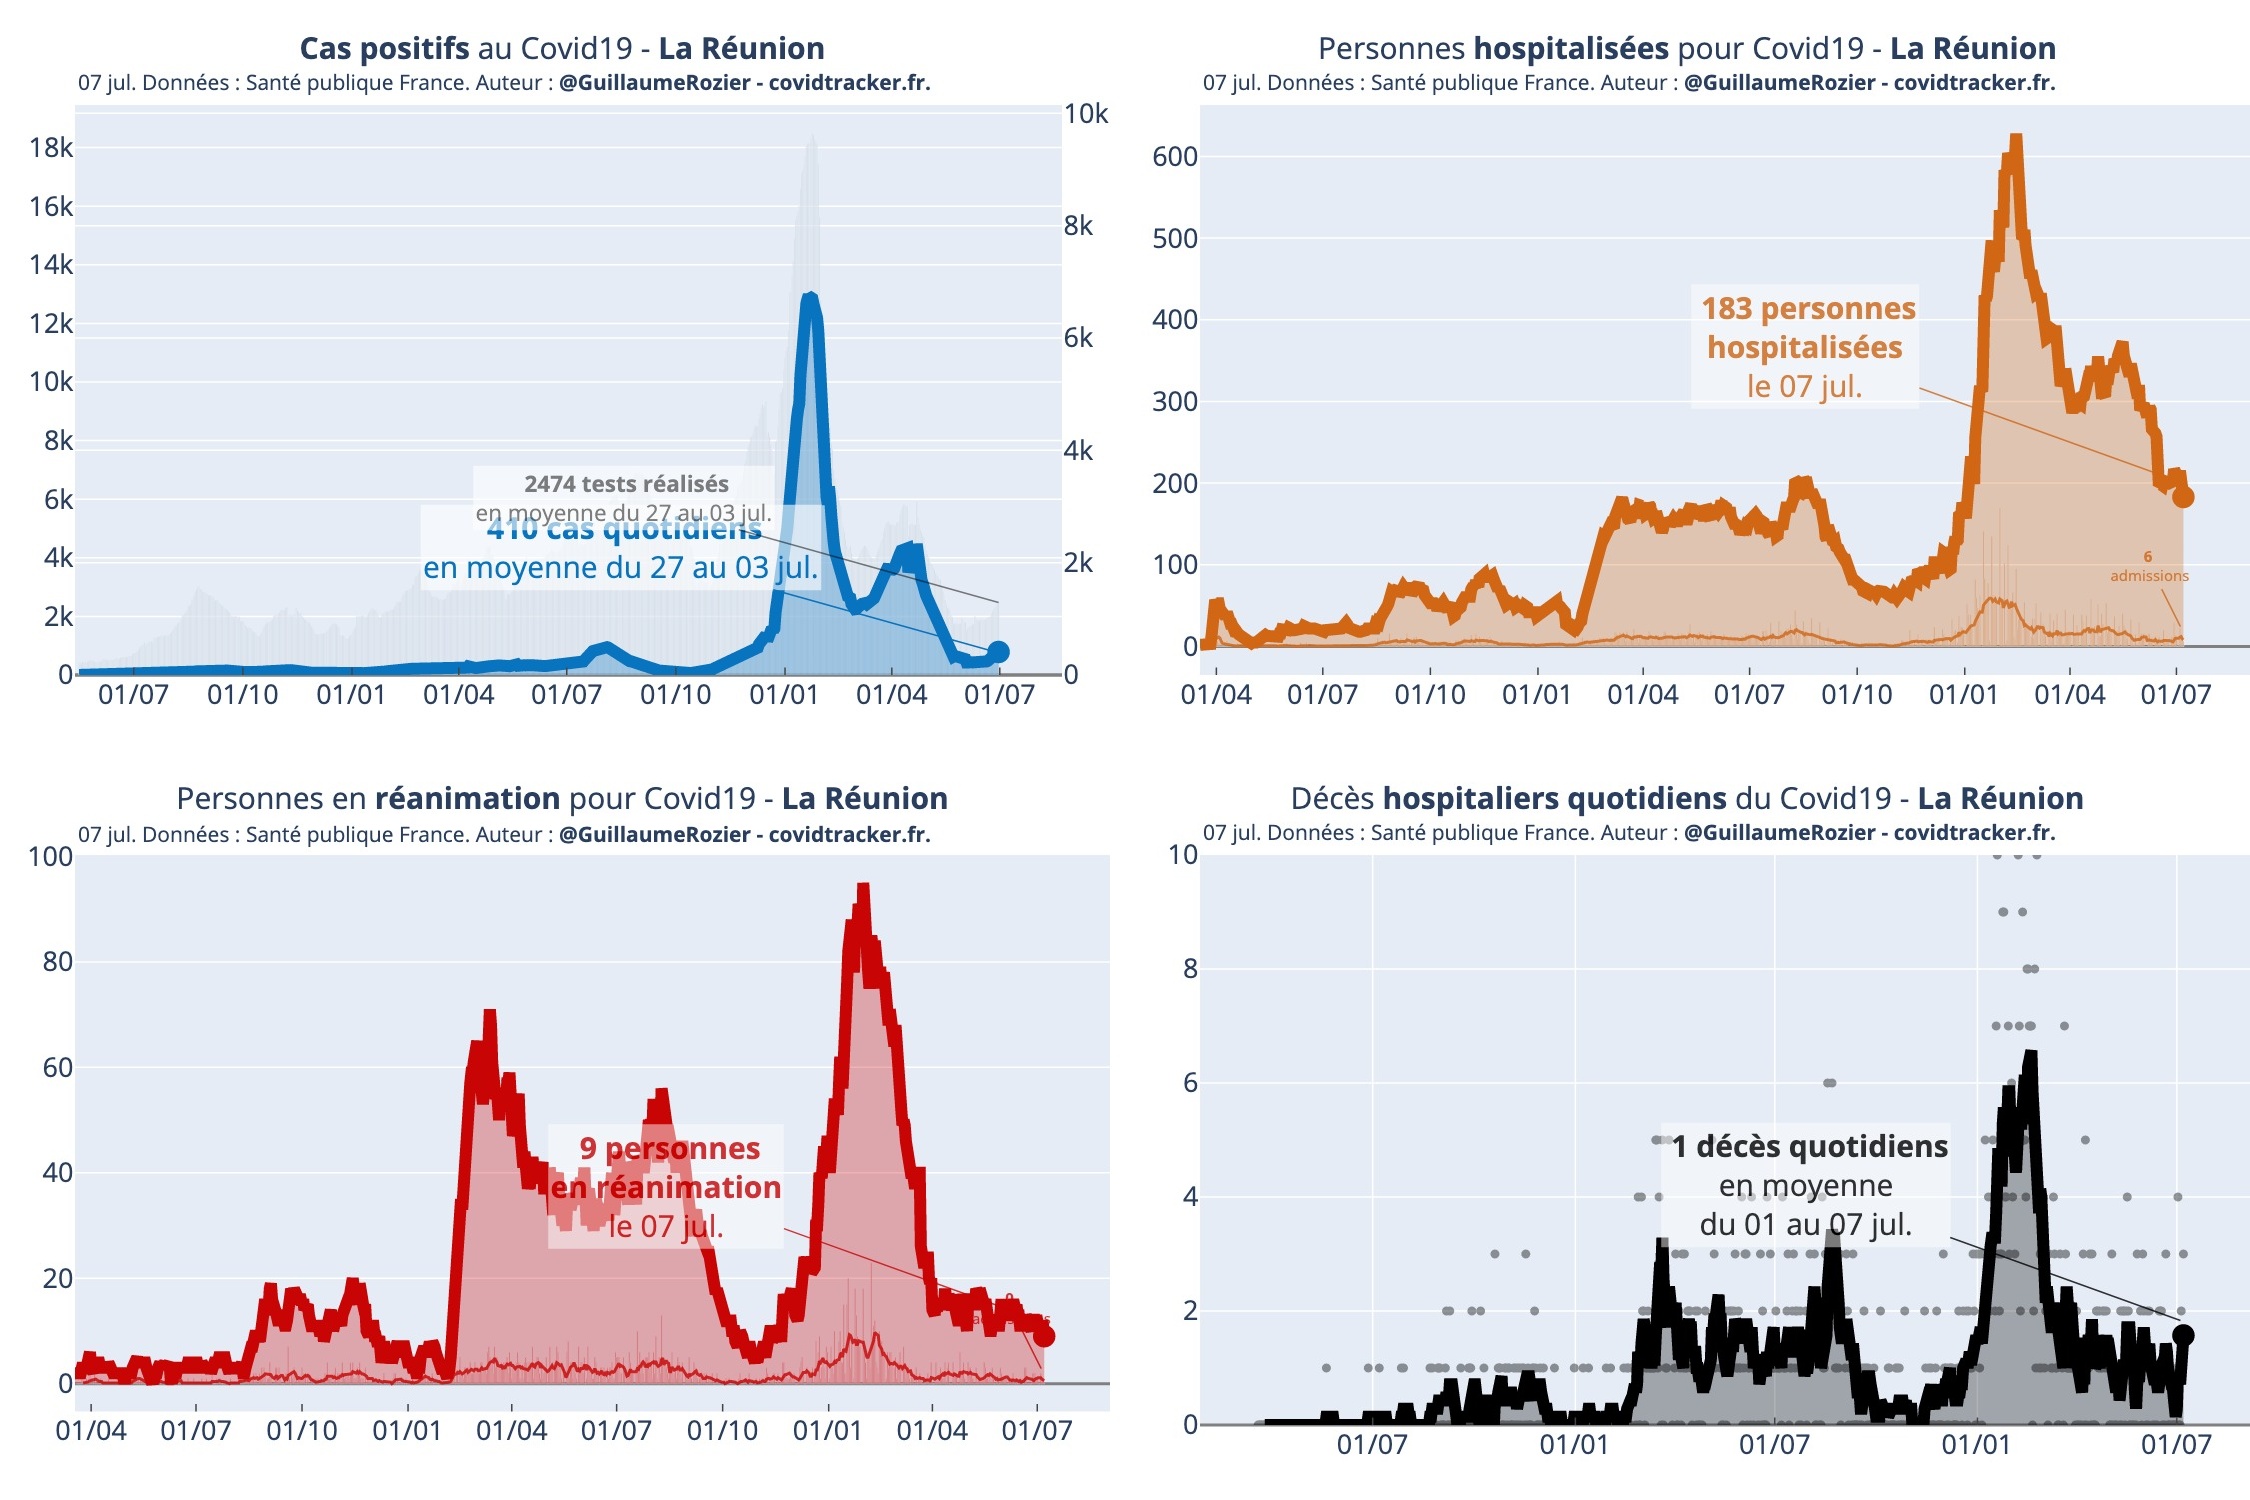 Cas positifs au Covid19 - La Réunion
07 jul. Données : Santé publique France. Auteur : @GuillaumeRozier - covidtracker.fr.
10k
18k
16k
8k
14k
12k
6k
10k
8k
4k
2474 tests réalisés
6k
en moyenne du 27 au 03 jul.
410 cas quotidiens
4k
en moyenne du 27 au 03 jul.
2k
2k
0
0
01/07
01/10
01/01
01/04
01/07
01/10
01/01
01/04
01/07
Personnes hospitalisées pour Covid19 - La Réunion
07 jul. Données : Santé publique France. Auteur : @GuillaumeRozier - covidtracker.fr.
600
500
183 personnes
400
hospitalisées
le 07 jul.
300
200
6
100
admissions
0
01/04
01/07
01/10
01/01
01/04
01/07
01/10
01/01
01/04
01/07
Personnes en réanimation pour Covid19 - La Réunion
07 jul. Données : Santé publique France. Auteur : @GuillaumeRozier - covidtracker.fr.
100
80
60
9 personnes
40
en réanimation
le 07 jul.
20
0
01/04
01/07
01/10
01/01
01/04
01/07
01/10
01/01
01/04
01/07
Décès hospitaliers quotidiens du Covid19 - La Réunion
07 jul. Données : Santé publique France. Auteur : @GuillaumeRozier - covidtracker.fr.
10
8
6
1 décès quotidiens
en moyenne
4
du 01 au 07 jul.
2
0
01/07
01/01
01/07
01/01
01/07